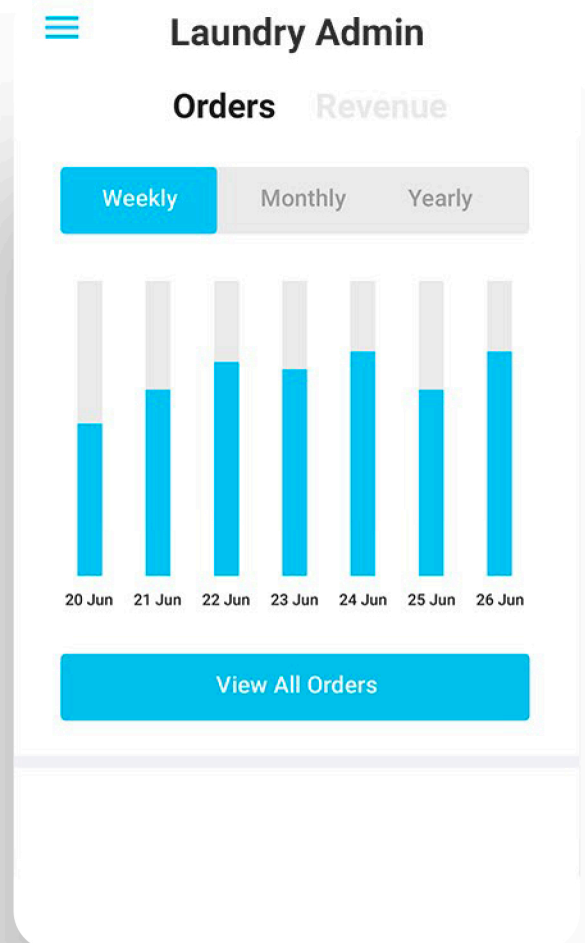 Laundry Admin
Orders Revenue
Weekly Monthly Yearly
20 Jun 21 Jun 22 Jun 23 Jun 24 Jun 25 Jun 26 Jun
View All Orders